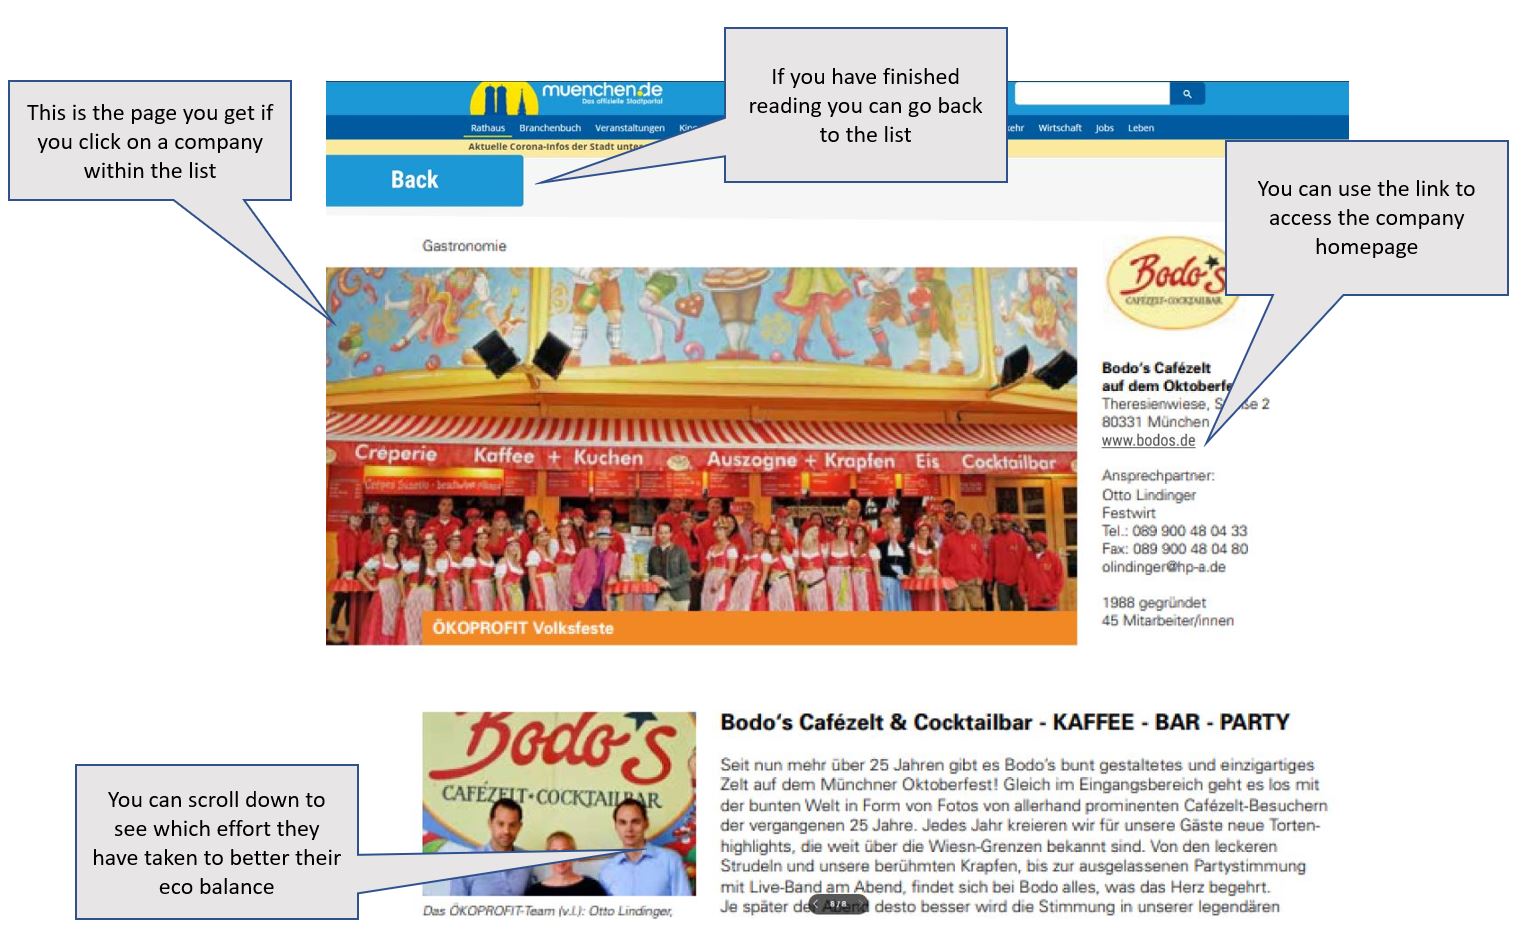 This is the page you get if
you click on a company
within the list
If you have finished
reading you can go back
to the list
You can use the link to
access the company
homepage
You can scroll down to
see which effort they
have taken to better their
eco balance
muenchen.de
Das offizielle Stadtportal
Rathaus Branchenbuch Veranstaltungen Wirtschaft Jobs Leben
Aktuelle Corona-Infos der Stadt
Back
Gastronomie
Crêperie Kaffee + Kuchen Auszogne + Krapfen Eis Cocktailbar
ÖKOPROFIT Volksfeste
Bodo's
CAFÉZELT·COCKTAILBAR
Bodo's Cafézelt
auf dem
Theresienwiese, 2
80331 München
www.bodos.de
Ansprechpartner:
Otto Lindinger
Festwirt
Tel.: 089 900 48 04 33
Fax: 089 900 48 04 80
olindinger@hp-a.de
1988 gegründet
45 Mitarbeiter/innen
Bodo's
CAFÉZELT·COCKTAILBAR
Das ÖKOPROFIT-Team (v.l.): Otto Lindinger,
Bodo's Cafézelt & Cocktailbar - KAFFEE - BAR - PARTY
Seit nun mehr über 25 Jahren gibt es Bodo's bunt gestaltetes und einzigartiges
Zelt auf dem Münchner Oktoberfest! Gleich im Eingangsbereich geht es los mit
der bunten Welt in Form von Fotos von allerhand prominenten Cafézelt-Besuchern
der vergangenen 25 Jahre. Jedes Jahr kreieren wir für unsere Gäste neue Torten-
highlights, die weit über die Wiesn-Grenzen bekannt sind. Von den leckeren
Strudeln und unsere berühmten Krapfen, bis zur ausgelassenen Partystimmung
mit Live-Band am Abend, findet sich bei Bodo alles, was das Herz begehrt.
Je später der Abend desto besser wird die Stimmung in unserer legendären
8 / 8